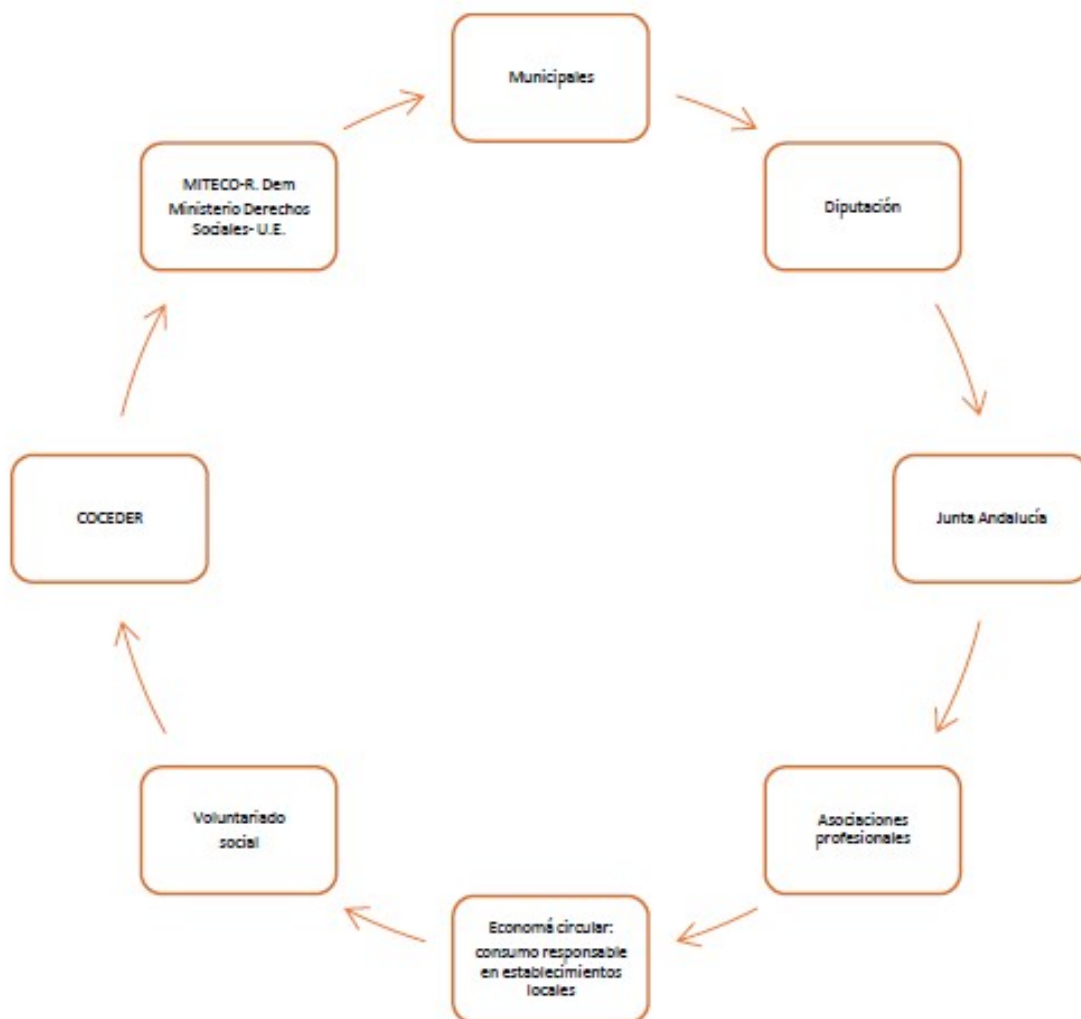 Municipales
Diputación
Junta Andalucía
Asociaciones
profesionales
Economá circular:
consumo responsable
en establecimientos
locales
Voluntariado
social
COCEDER
MITECO-R. Dem
Ministerio Derechos
Sociales- U.E.